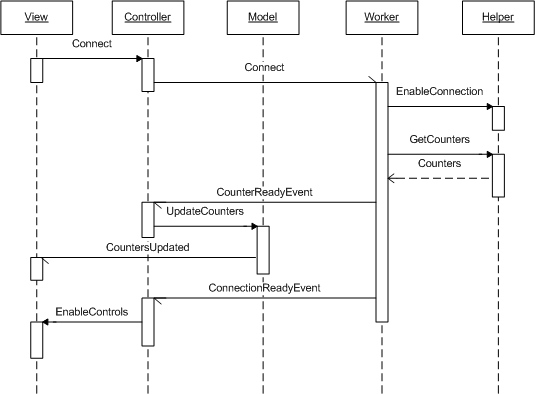 View
Controller
Model
Worker
Helper
Connect
Connect
EnableConnection
GetCounters
Counters
CounterReadyEvent
UpdateCounters
CountersUpdated
ConnectionReadyEvent
EnableControls